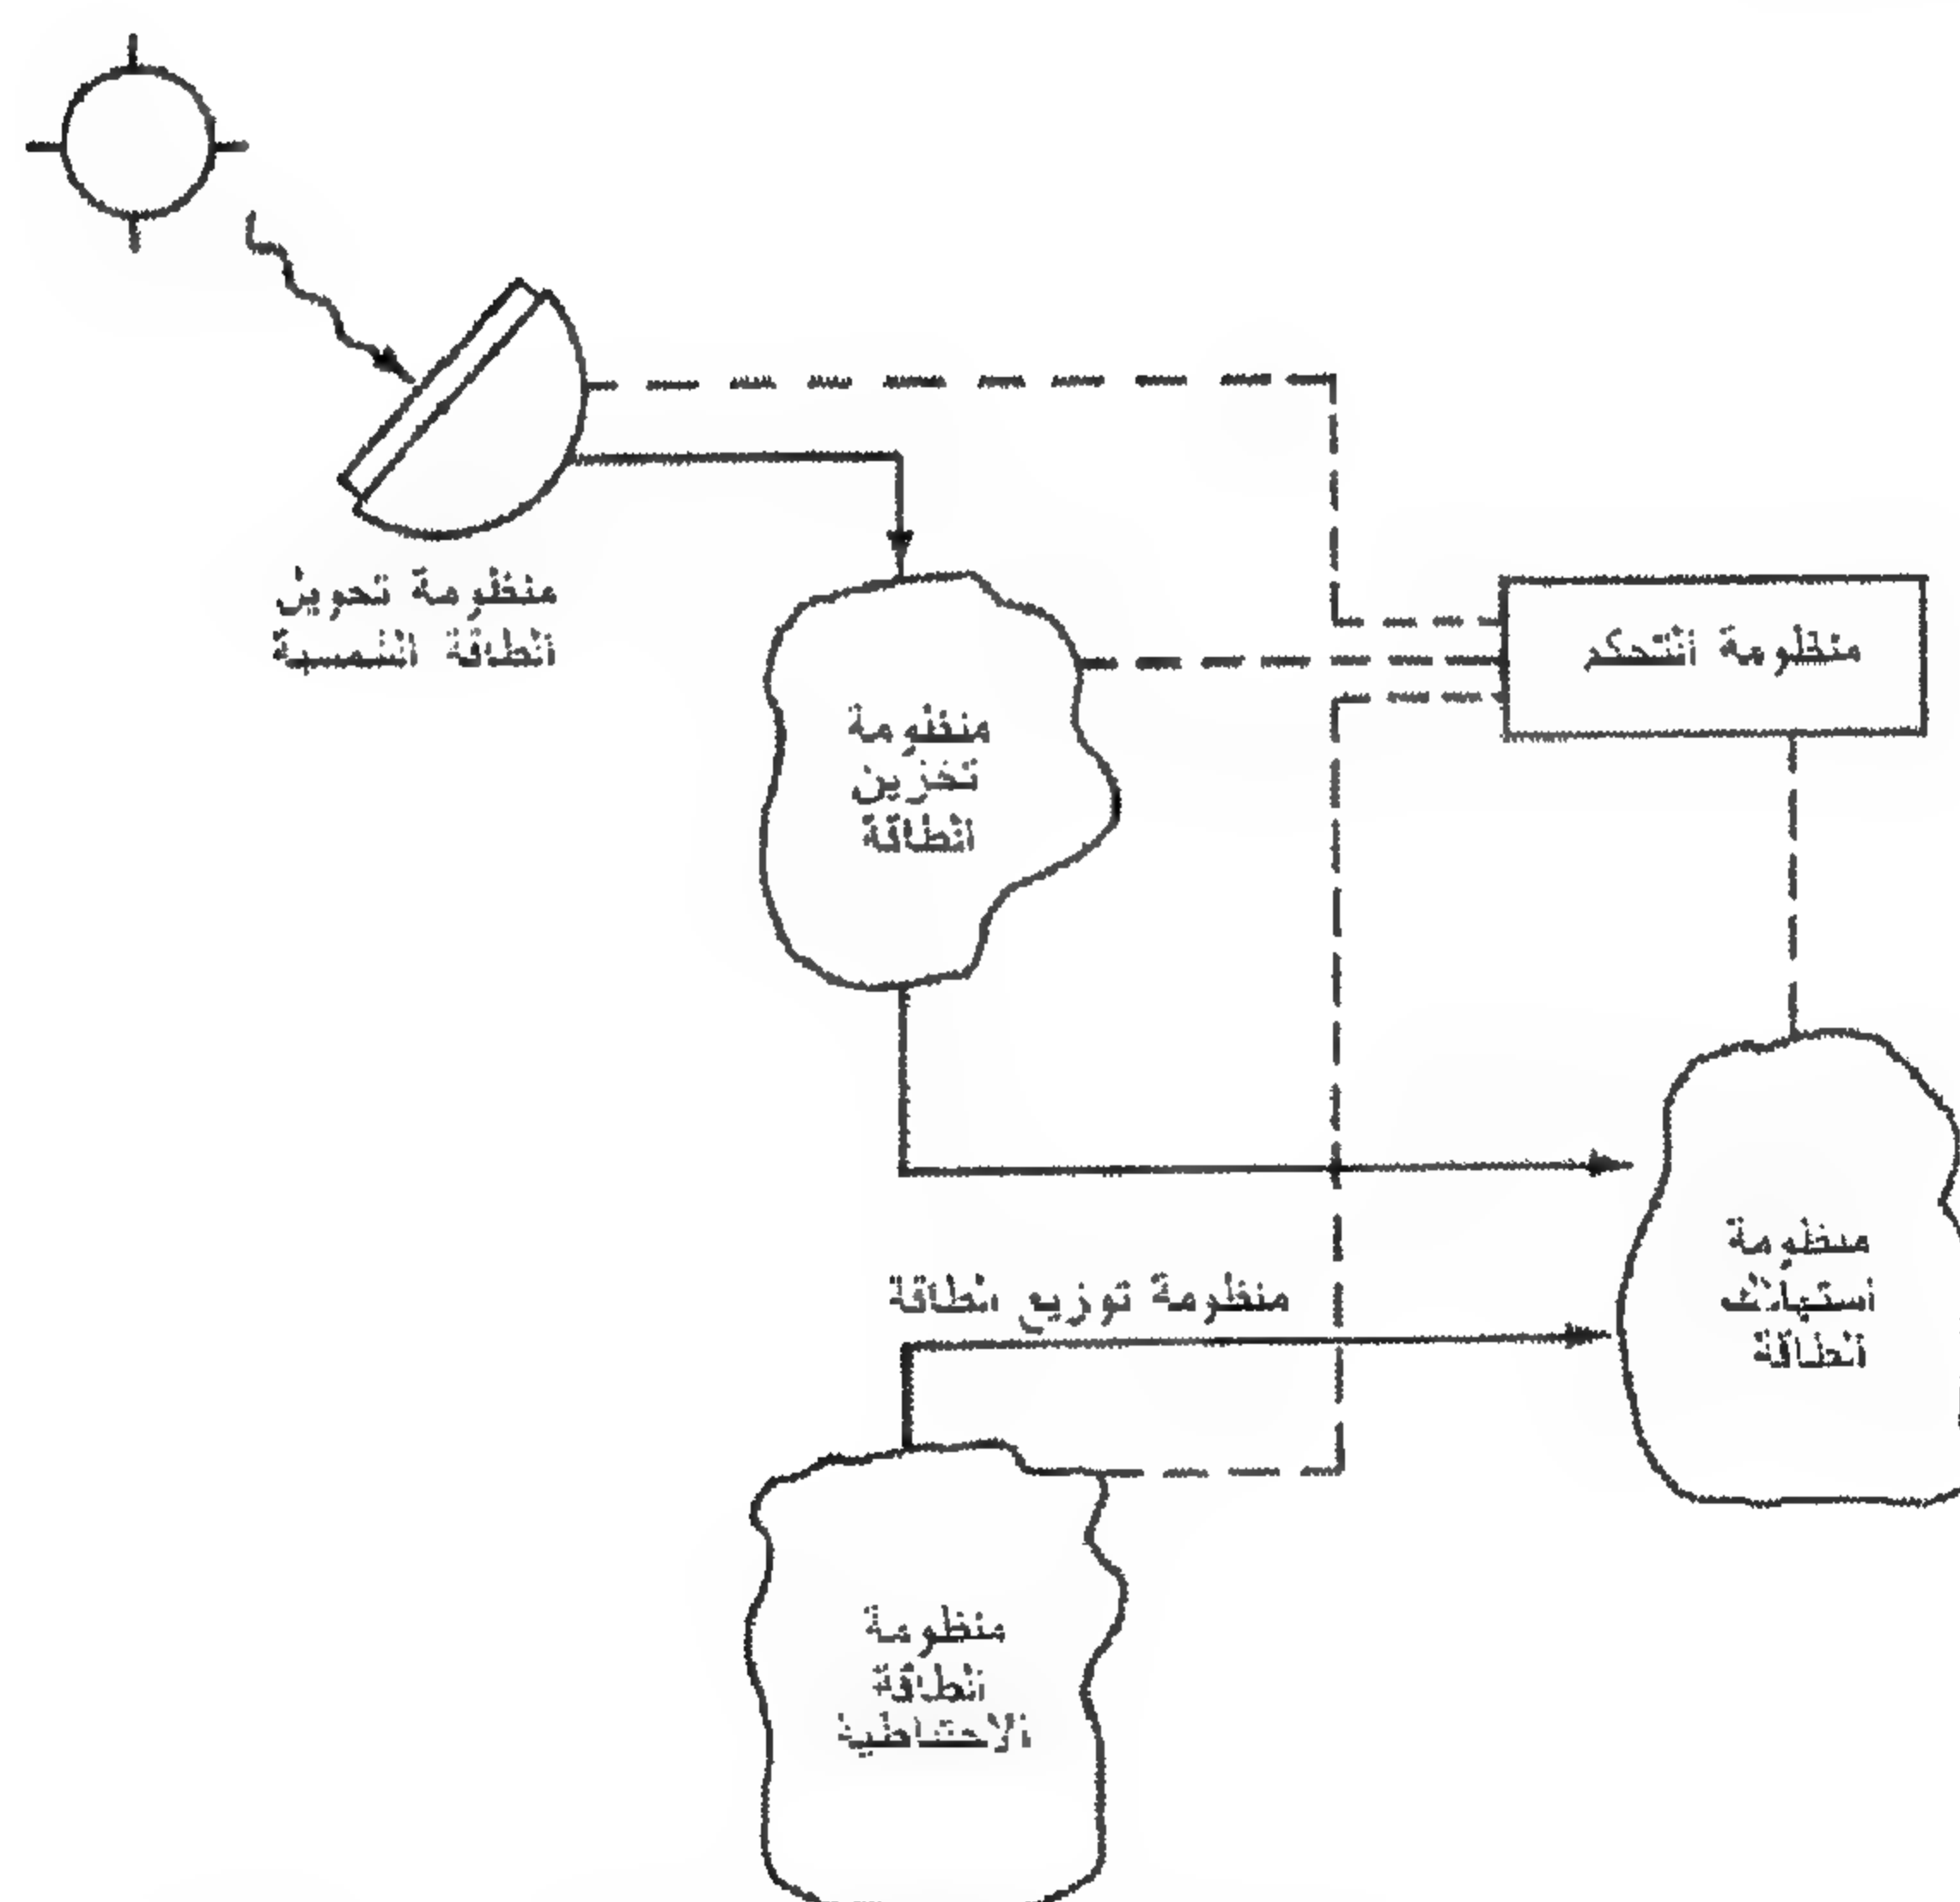 منظومة تحويل
الطاقة الشمسية
منظومة التحكم
منظومة
تخزين
الطاقة
منظومة توزيع الطاقة
منظومة
استهلاك
الطاقة
منظومة
الطاقة
الاحتياطية